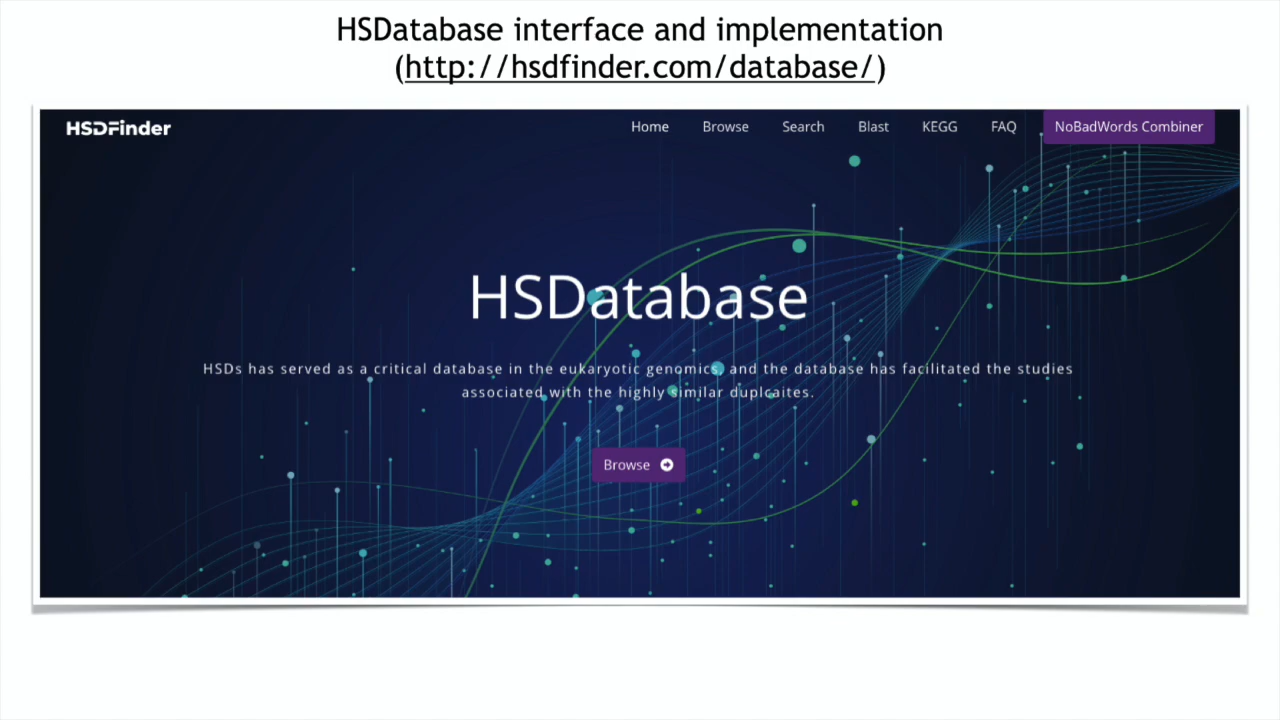 HSDatabase interface and implementation
(http://hsdfinder.com/database/)
HSDFinder
Home Browse Search Blast KEGG FAQ NoBadWords Combiner
HSDatabase
HSDs has served as a critical database in the eukaryotic genomics, and the database has facilitated the studies
associated with the highly similar duplcaites.
Browse